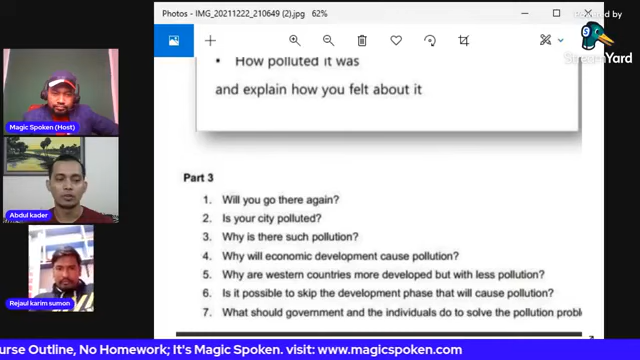 Photos - IMG_20211222_210649 (2).jpg 62%
Powered by
StreamYard
• How polluted it was
and explain how you felt about it
Magic Spoken (Host)
Abdul kader
Rejaul karim sumon
Part 3
1. Will you go there again?
2. Is your city polluted?
3. Why is there such pollution?
4. Why will economic development cause pollution?
5. Why are western countries more developed but with less pollution?
6. Is it possible to skip the development phase that will cause pollution?
7. What should government and the individuals do to solve the pollution proble
urse Outline, No Homework; It's Magic Spoken. visit: www.magicspoken.com